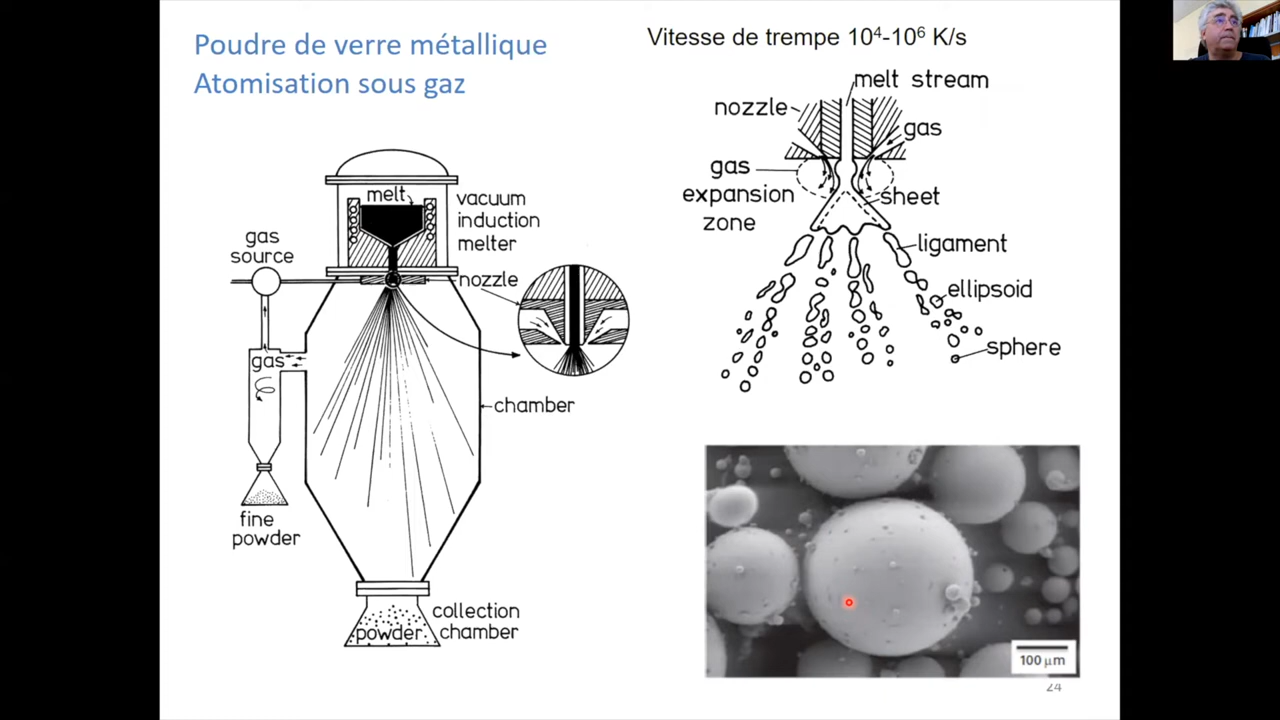 Poudre de verre métallique
Atomisation sous gaz
Vitesse de trempe 10⁴-10⁶ K/s
melt
vacuum
induction
melter
gas
source
nozzle
gas
chamber
fine
powder
powder
collection
chamber
melt stream
nozzle
gas
gas
expansion
zone
sheet
ligament
ellipsoid
sphere
100 µm
24